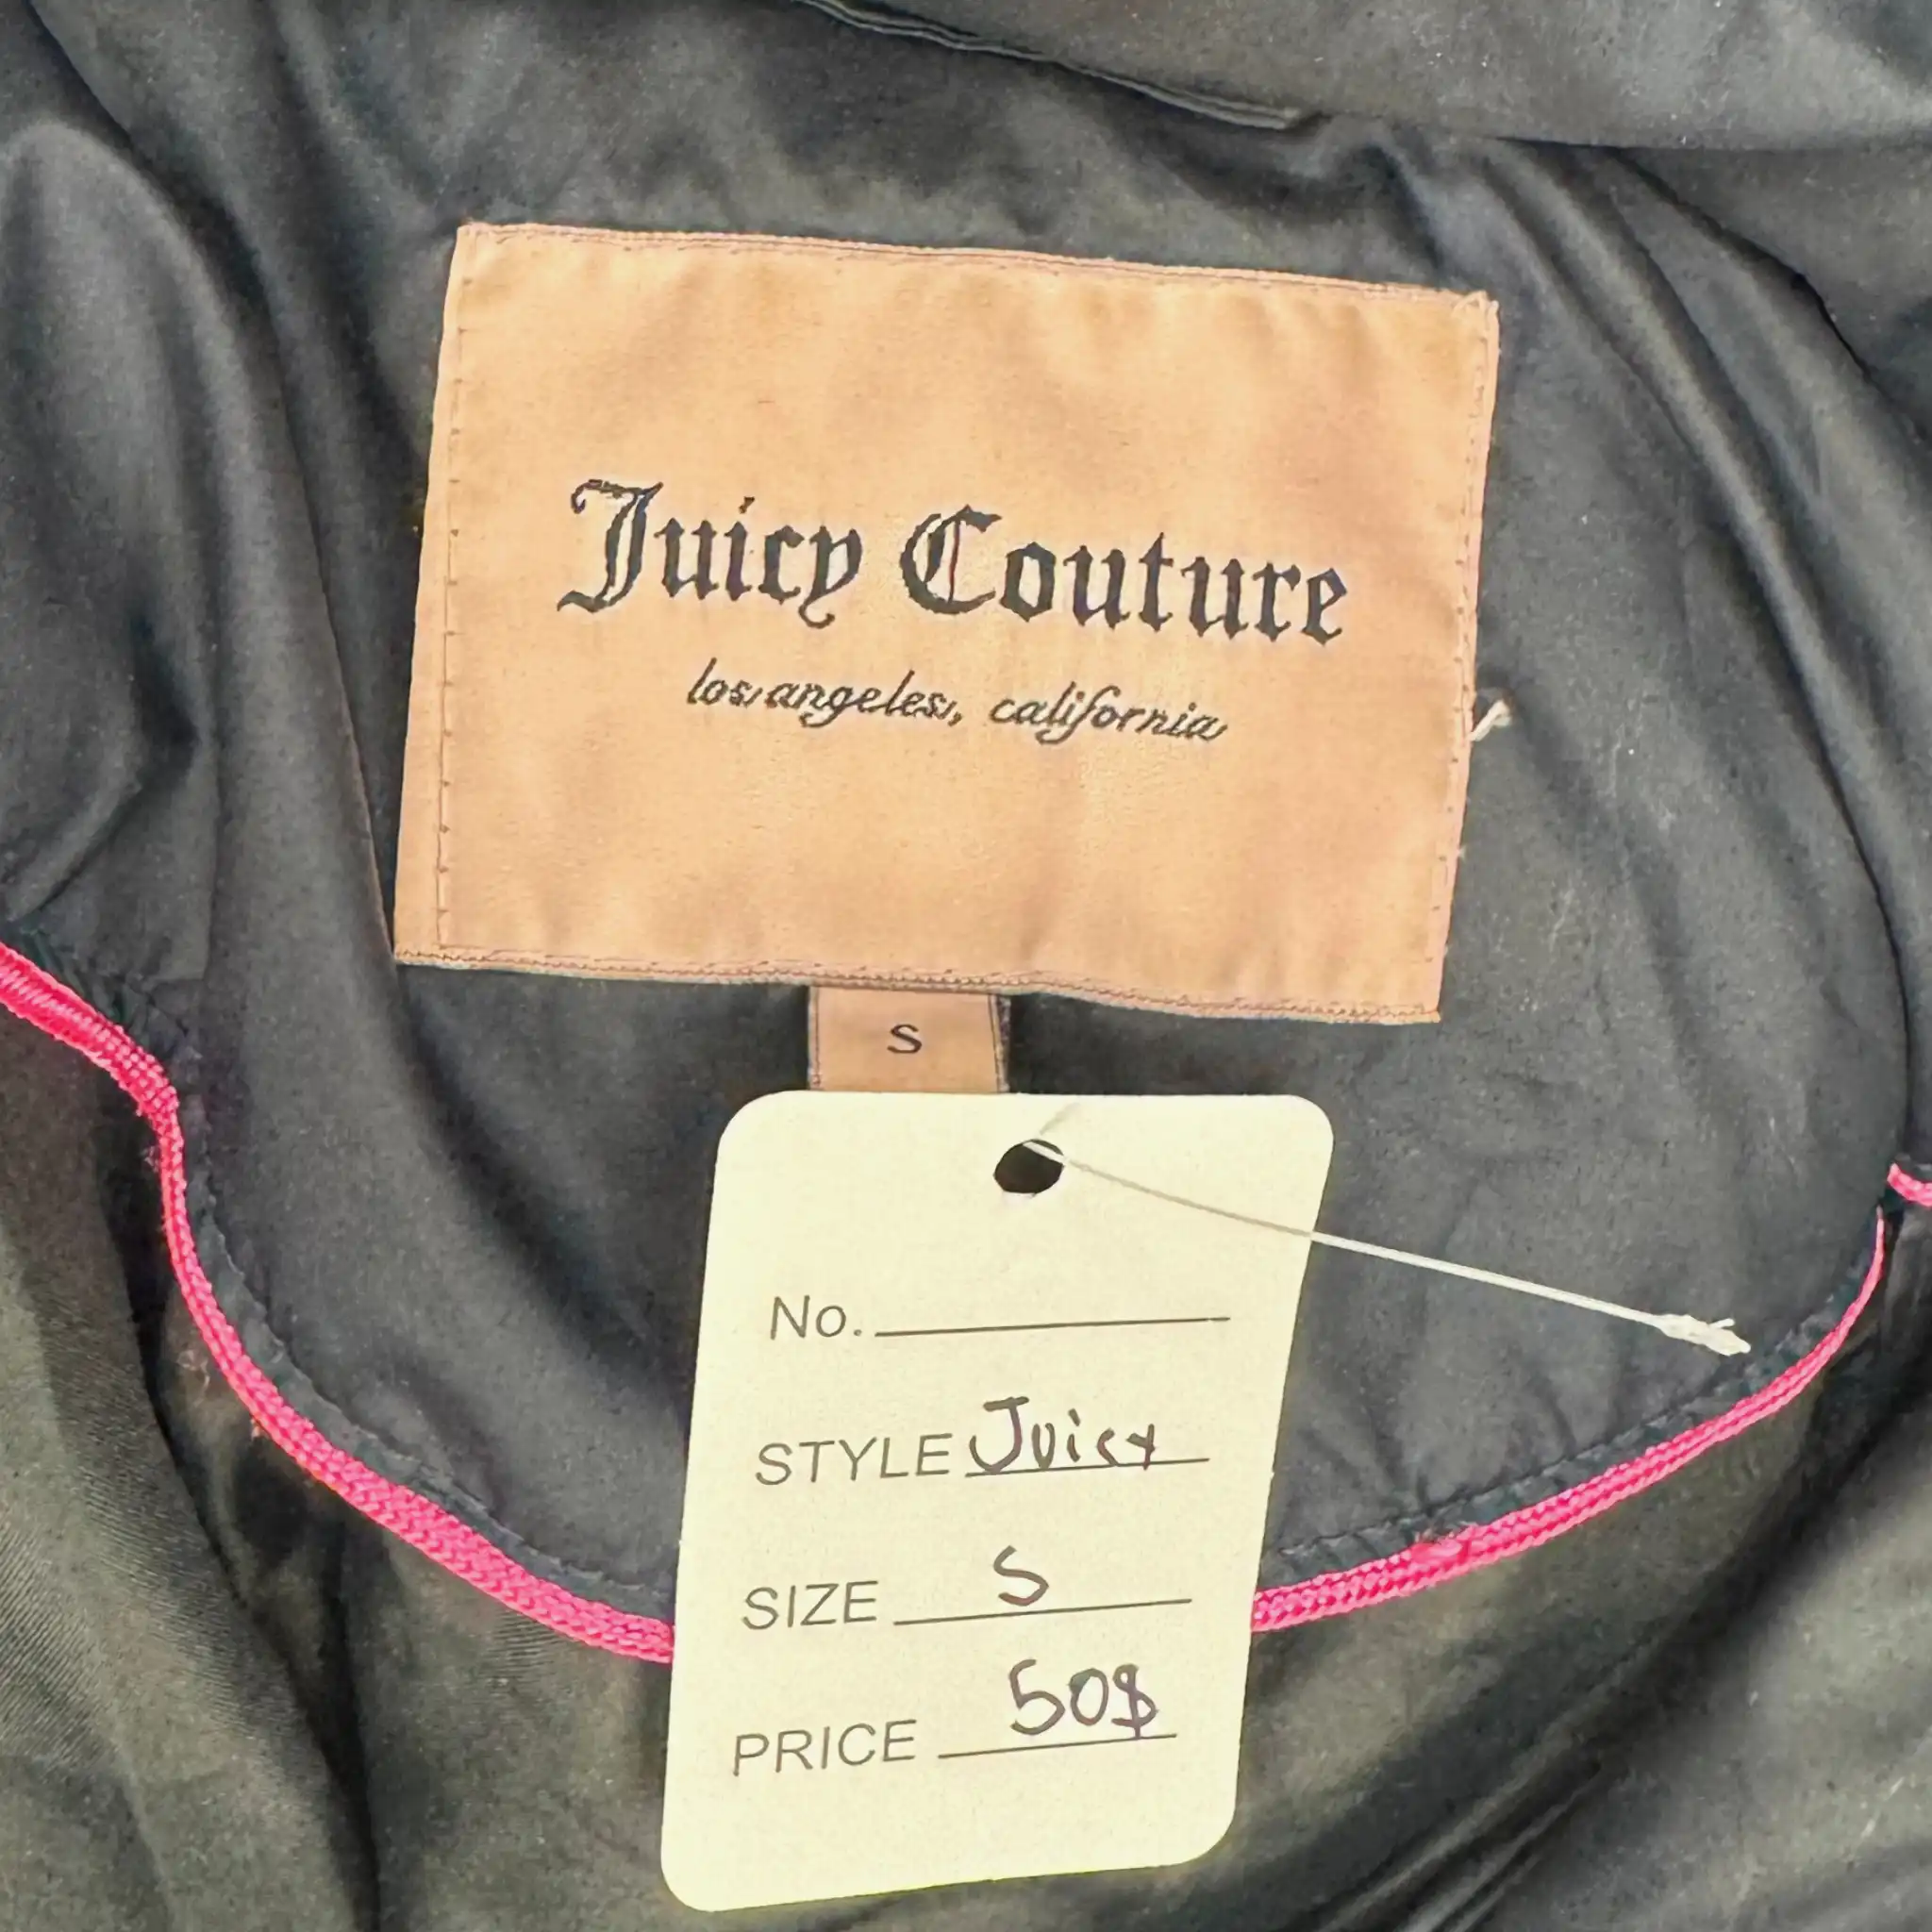 Juicy Couture
los angeles, california
S
No.
STYLE Juicy
SIZE S
PRICE 50$